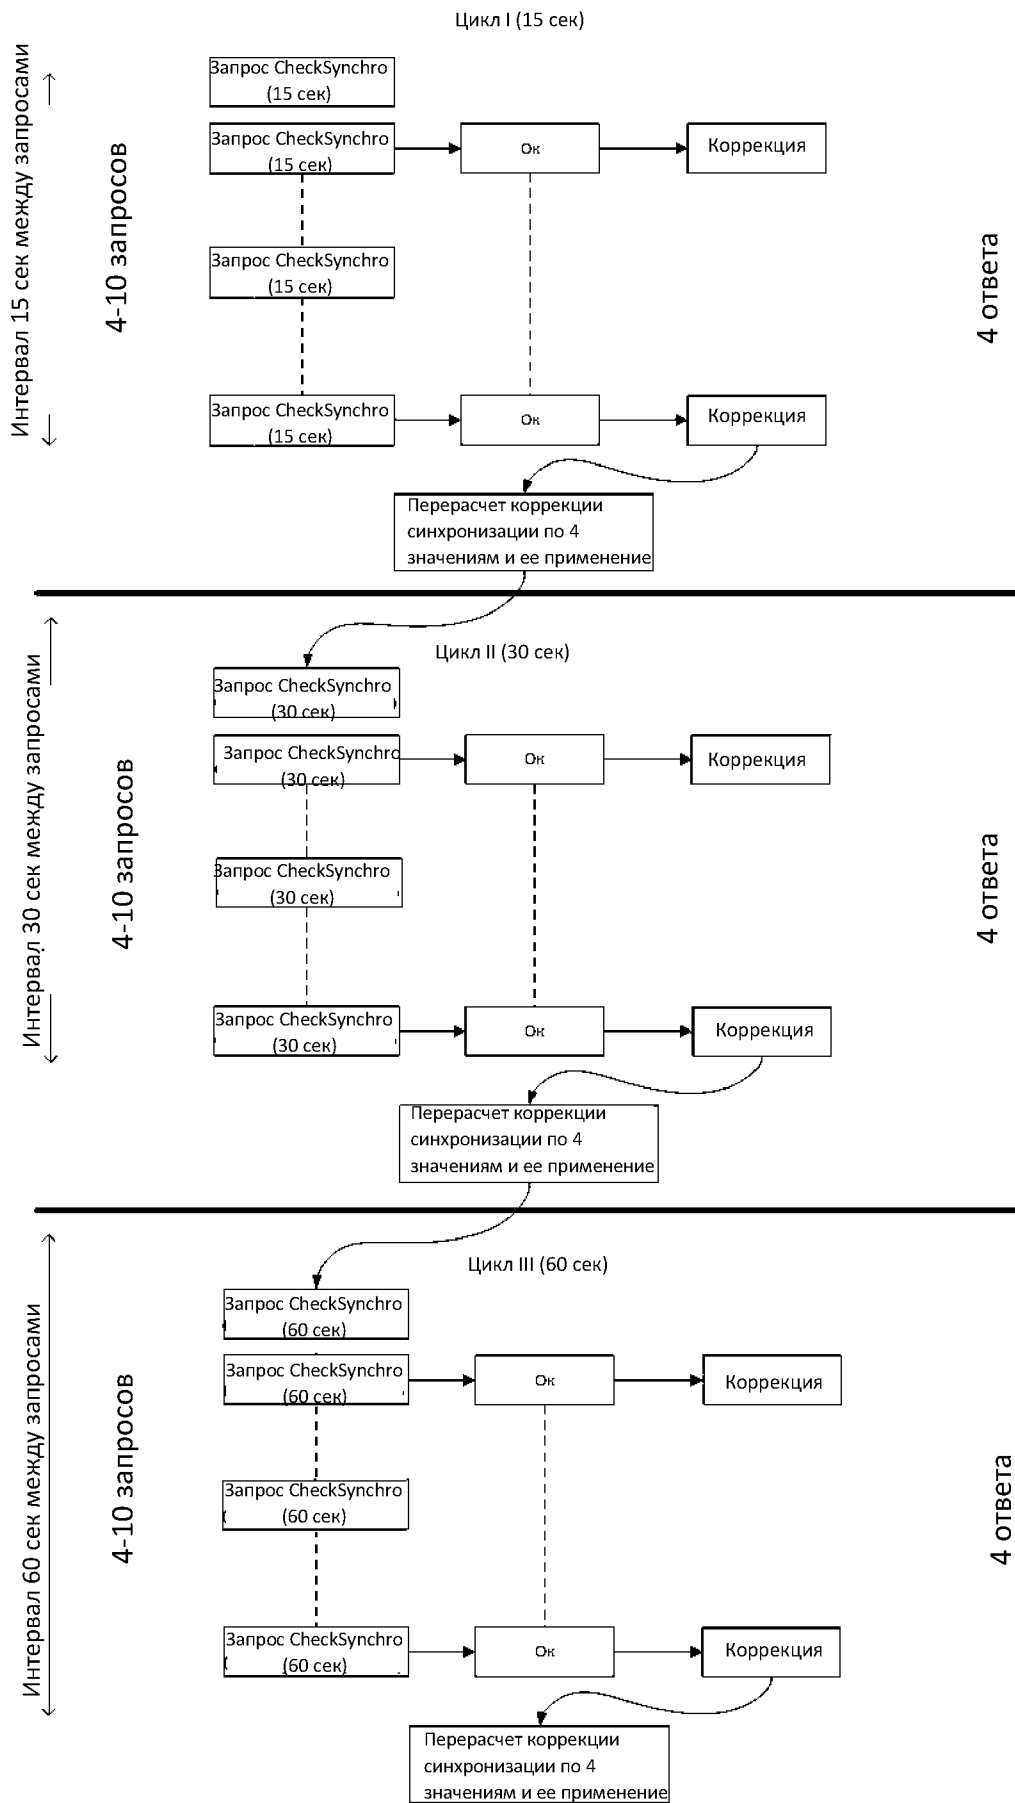 Цикл I (15 сек)
Интервал 15 сек между запросами
4-10 запросов
Запрос CheckSynchro
(15 сек)
Запрос CheckSynchro
(15 сек)
Ок
Коррекция
Запрос CheckSynchro
(15 сек)
4 ответа
Запрос CheckSynchro
(15 сек)
Ок
Коррекция
Перерасчет коррекции
синхронизации по 4
значениям и ее применение
Цикл II (30 сек)
Интервал 30 сек между запросами
4-10 запросов
Запрос CheckSynchro
(30 сек)
Запрос CheckSynchro
(30 сек)
Ок
Коррекция
Запрос CheckSynchro
(30 сек)
4 ответа
Запрос CheckSynchro
(30 сек)
Ок
Коррекция
Перерасчет коррекции
синхронизации по 4
значениям и ее применение
Цикл III (60 сек)
Интервал 60 сек между запросами
4-10 запросов
Запрос CheckSynchro
(60 сек)
Запрос CheckSynchro
(60 сек)
Ок
Коррекция
Запрос CheckSynchro
(60 сек)
4 ответа
Запрос CheckSynchro
(60 сек)
Ок
Коррекция
Перерасчет коррекции
синхронизации по 4
значениям и ее применение